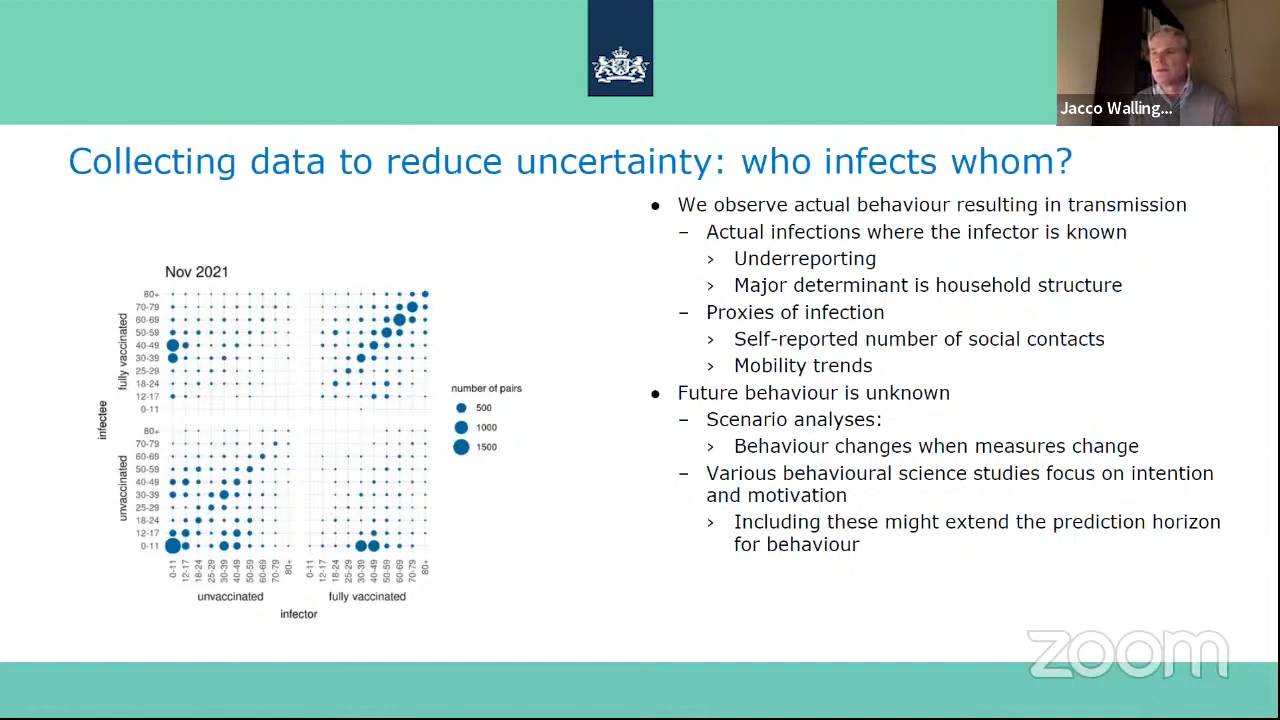 Jacco Walling...
Collecting data to reduce uncertainty: who infects whom?
● We observe actual behaviour resulting in transmission
– Actual infections where the infector is known
› Underreporting
› Major determinant is household structure
– Proxies of infection
› Self-reported number of social contacts
› Mobility trends
● Future behaviour is unknown
– Scenario analyses:
› Behaviour changes when measures change
– Various behavioural science studies focus on intention
and motivation
› Including these might extend the prediction horizon
for behaviour
Nov 2021
infectee
fully vaccinated
80+
70-79
60-69
50-59
40-49
30-39
25-29
18-24
12-17
0-11
unvaccinated
80+
70-79
60-69
50-59
40-49
30-39
25-29
18-24
12-17
0-11
0-11 12-17 18-24 25-29 30-39 40-49 50-59 60-69 70-79 80+ 0-11 12-17 18-24 25-29 30-39 40-49 50-59 60-69 70-79 80+
unvaccinated fully vaccinated
infector
number of pairs
500
1000
1500
zoom